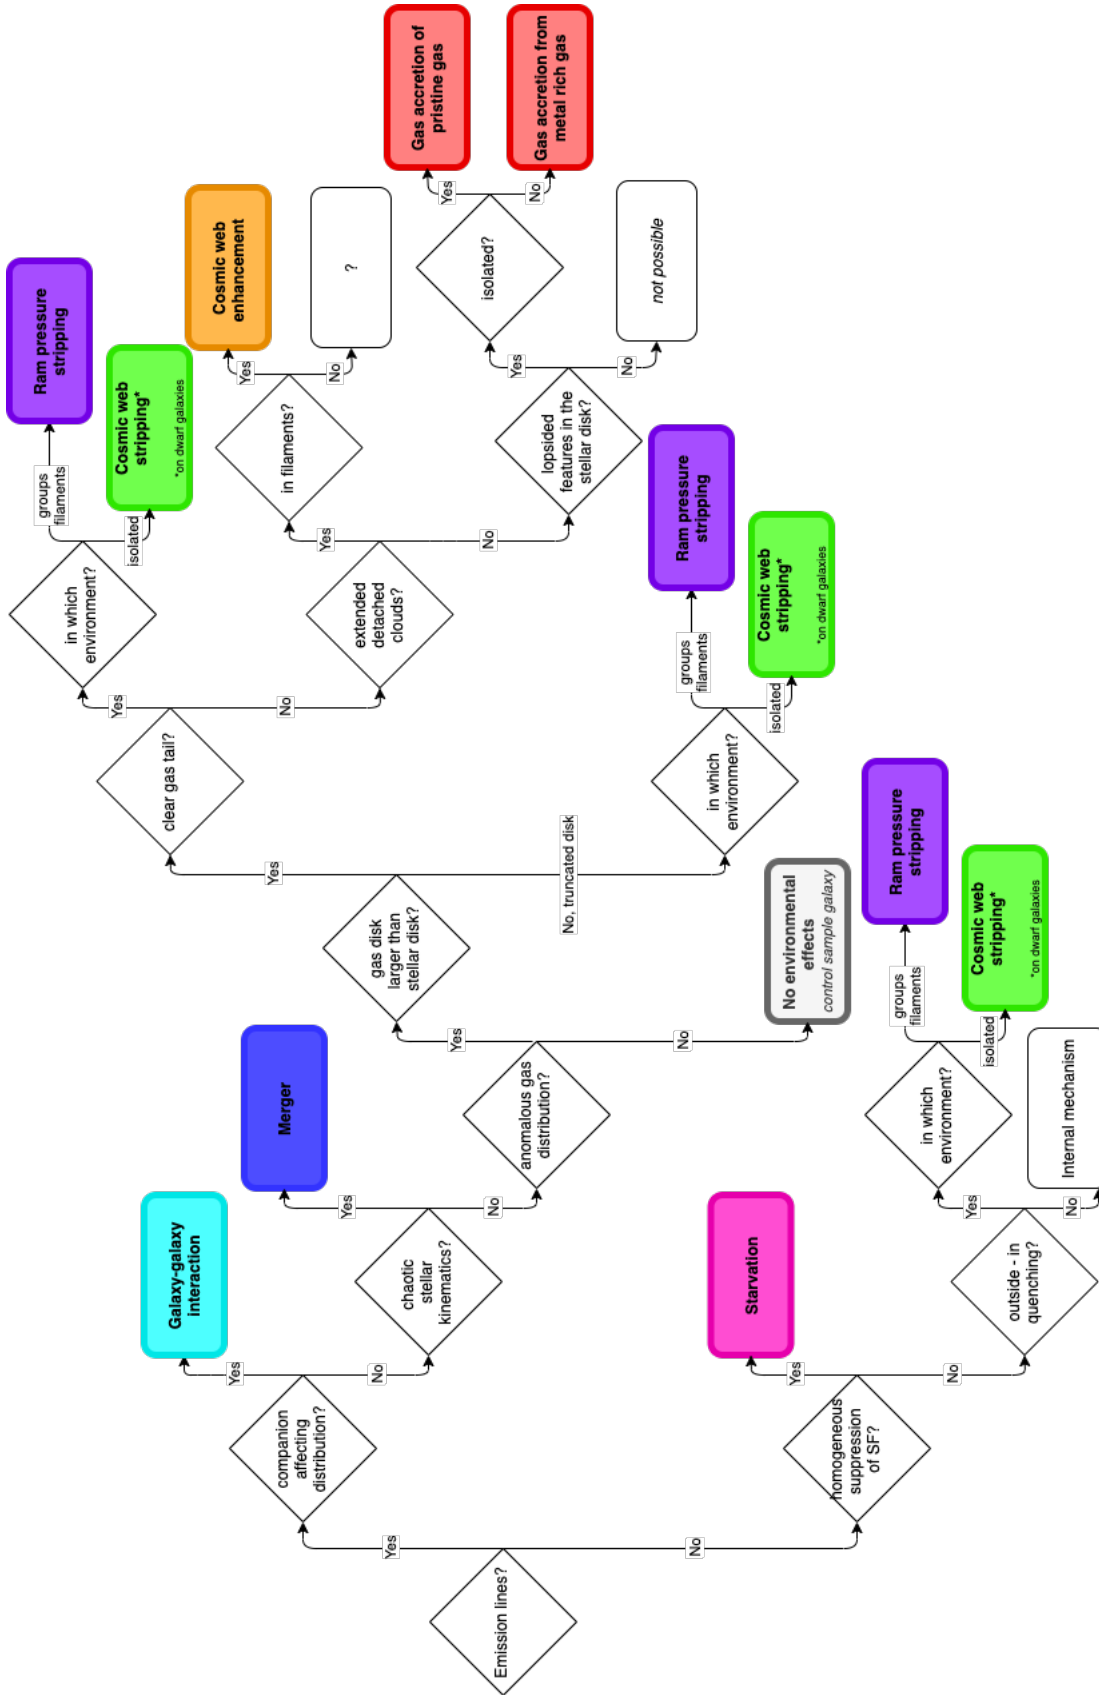 Emission lines?
Yes
No
companion
affecting
distribution?
Yes
No
Galaxy-galaxy
interaction
chaotic
stellar
kinematics?
Yes
No
Merger
anomalous gas
distribution?
Yes
No
No environmental
effects
control sample galaxy
gas disk
larger than
stellar disk?
Yes
No, truncated disk
clear gas tail?
Yes
No
in which
environment?
groups
filaments
isolated
Ram pressure
stripping
Cosmic web
stripping*
*on dwarf galaxies
extended
detached
clouds?
Yes
No
in filaments?
Yes
No
Cosmic web
enhancement
?
lopsided
features in the
stellar disk?
Yes
No
isolated?
Yes
No
Gas accretion of
pristine gas
Gas accretion from
metal rich gas
not possible
in which
environment?
groups
filaments
isolated
Ram pressure
stripping
Cosmic web
stripping*
*on dwarf galaxies
homogeneous
suppression
of SF?
Yes
No
Starvation
outside - in
quenching?
Yes
No
in which
environment?
groups
filaments
isolated
Ram pressure
stripping
Cosmic web
stripping*
*on dwarf galaxies
Internal mechanism